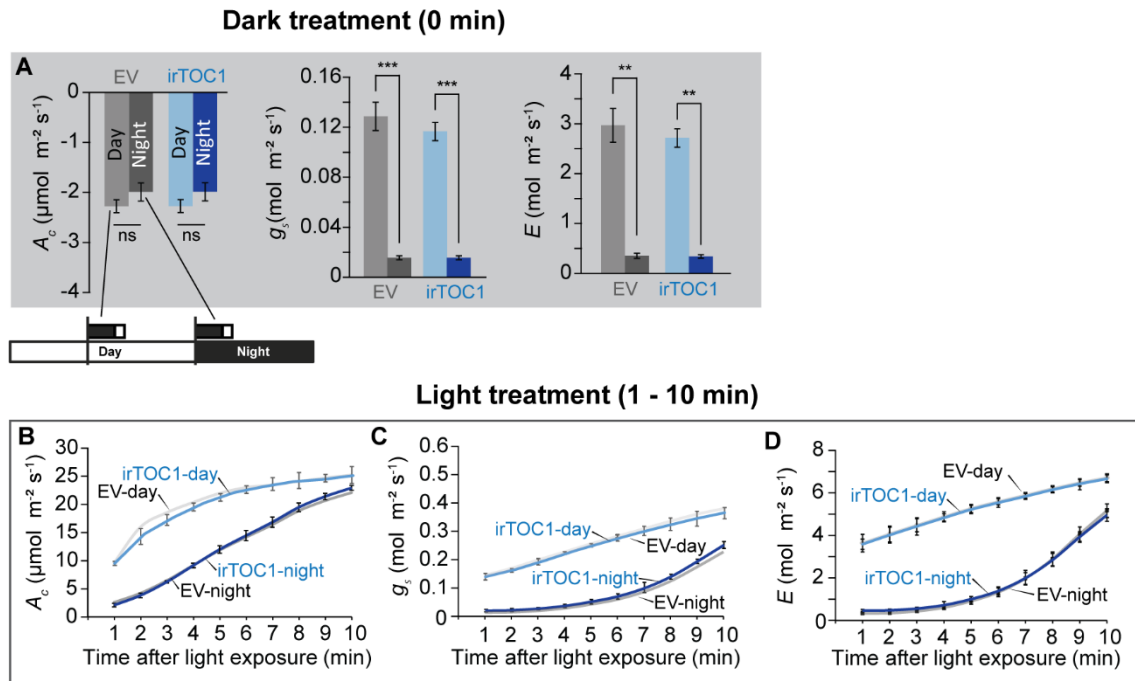 Dark treatment (0 min)
A
EV irTOC1
0
-1
-2
-3
-4
A_c (µmol m⁻² s⁻¹)
Day
Night
Day
Night
ns ns
0.16
0.12
0.08
0.04
0
g_s (mol m⁻² s⁻¹)
*** ***
EV irTOC1
4
3
2
1
0
E (mol m⁻² s⁻¹)
** **
EV irTOC1
Day Night
Light treatment (1 - 10 min)
B
30
25
20
15
10
5
0
A_c (µmol m⁻² s⁻¹)
irTOC1-day
EV-day
irTOC1-night
EV-night
1 2 3 4 5 6 7 8 9 10
Time after light exposure (min)
C
0.6
0.5
0.4
0.3
0.2
0.1
0
g_s (mol m⁻² s⁻¹)
irTOC1-day
EV-day
irTOC1-night
EV-night
1 2 3 4 5 6 7 8 9 10
Time after light exposure (min)
D
8
6
4
2
0
E (mol m⁻² s⁻¹)
EV-day
irTOC1-day
irTOC1-night
EV-night
1 2 3 4 5 6 7 8 9 10
Time after light exposure (min)